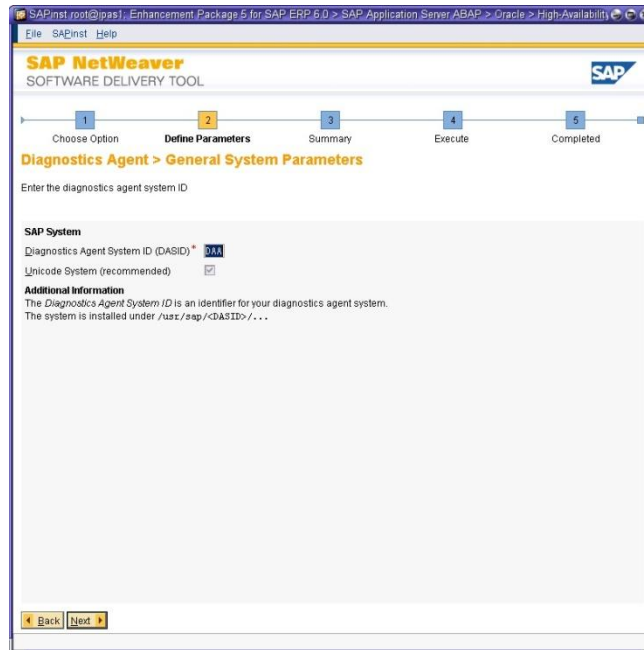 SAPinst root@ipas1: Enhancement Package 5 for SAP ERP 6.0 > SAP Application Server ABAP > Oracle > High-Availability
File SAPinst Help
SAP NetWeaver
SOFTWARE DELIVERY TOOL
SAP
1 2 3 4 5
Choose Option Define Parameters Summary Execute Completed
Diagnostics Agent > General System Parameters
Enter the diagnostics agent system ID
SAP System
Diagnostics Agent System ID (DASID) * DAA
Unicode System (recommended)
Additional Information
The Diagnostics Agent System ID is an identifier for your diagnostics agent system.
The system is installed under /usr/sap/<DASID>/...
Back Next